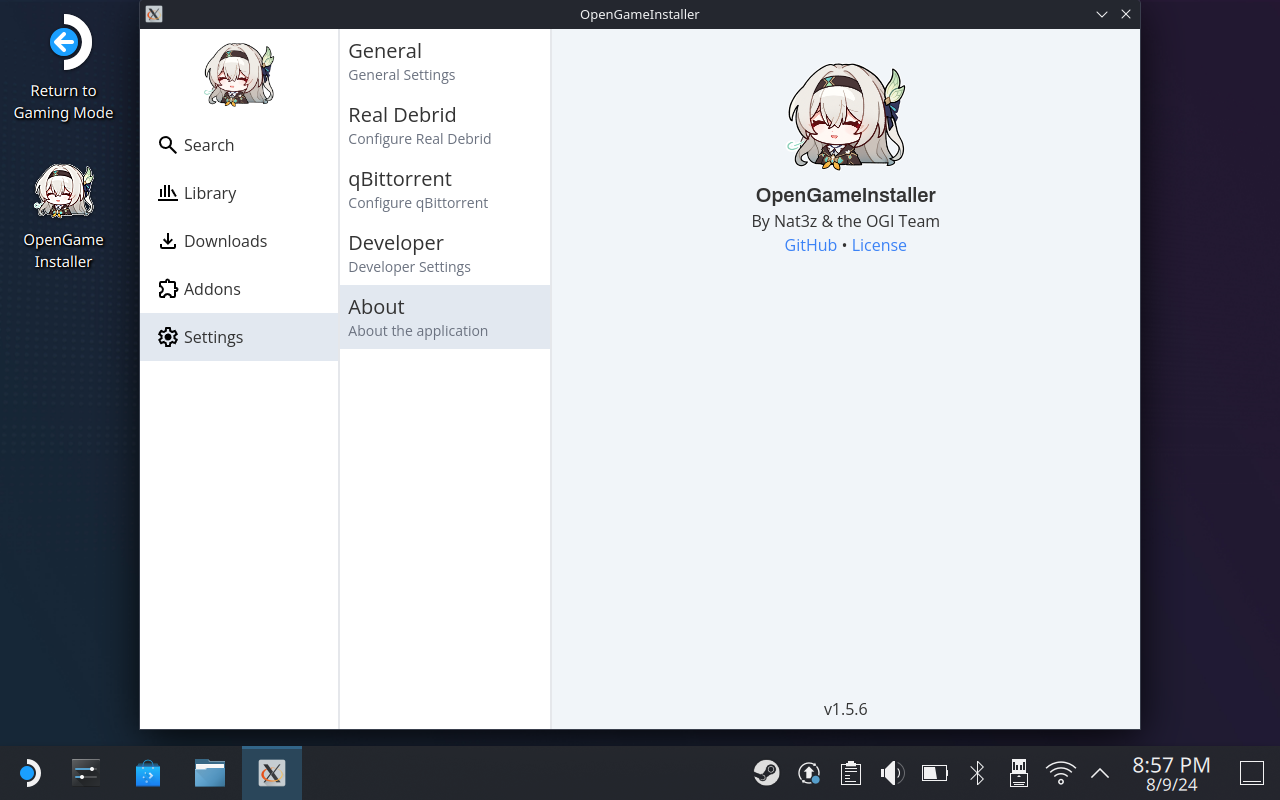 OpenGameInstaller
Return to
Gaming Mode
OpenGame
Installer
Search
Library
Downloads
Addons
Settings
General
General Settings
Real Debrid
Configure Real Debrid
qBittorrent
Configure qBittorrent
Developer
Developer Settings
About
About the application
OpenGameInstaller
By Nat3z & the OGI Team
GitHub • License
v1.5.6
8:57 PM
8/9/24